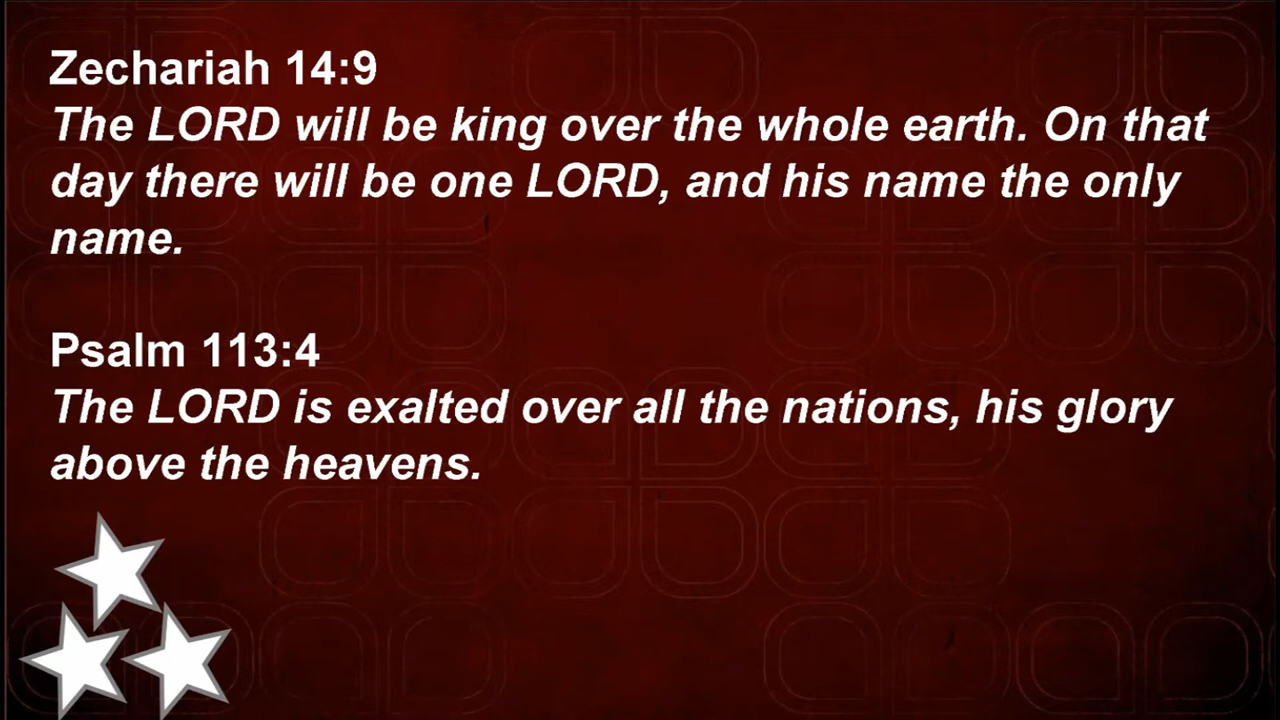 Zechariah 14:9
The LORD will be king over the whole earth. On that
day there will be one LORD, and his name the only
name.
Psalm 113:4
The LORD is exalted over all the nations, his glory
above the heavens.